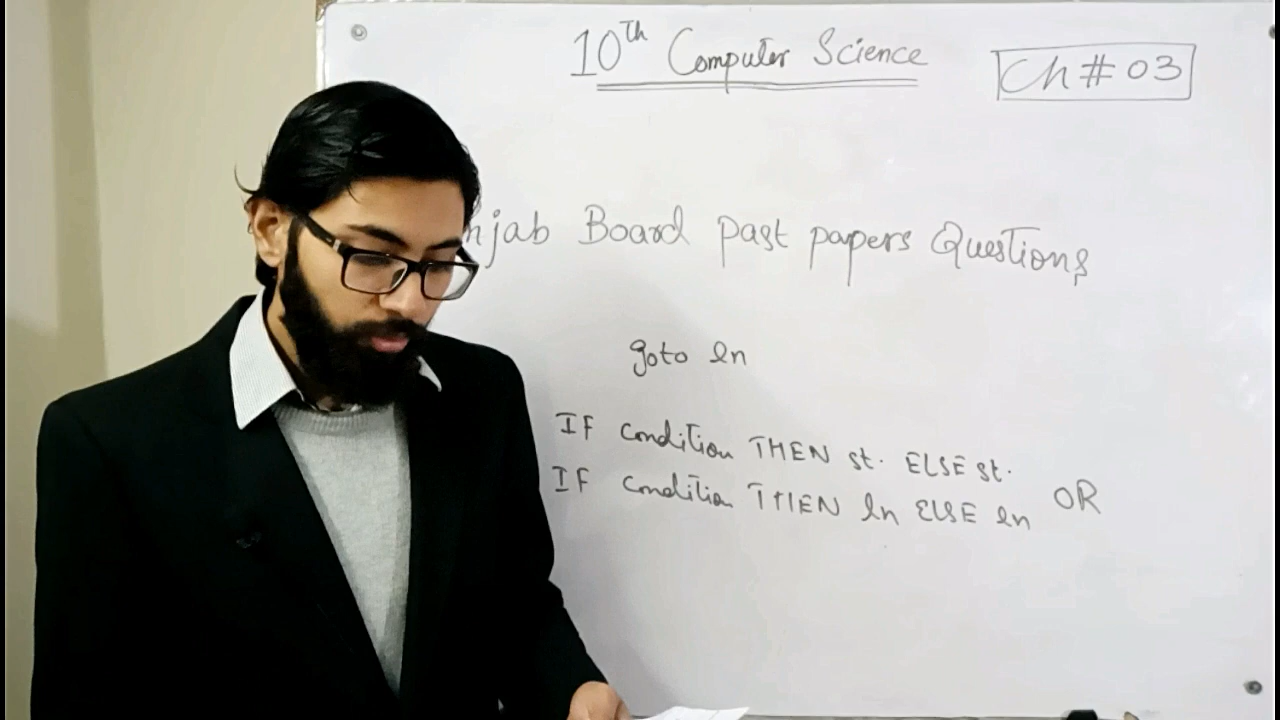 10th Computer Science
Ch # 03
njab Board past papers Questions
goto ln
IF condition THEN st. ELSE st.
IF condition THEN ln ELSE ln OR